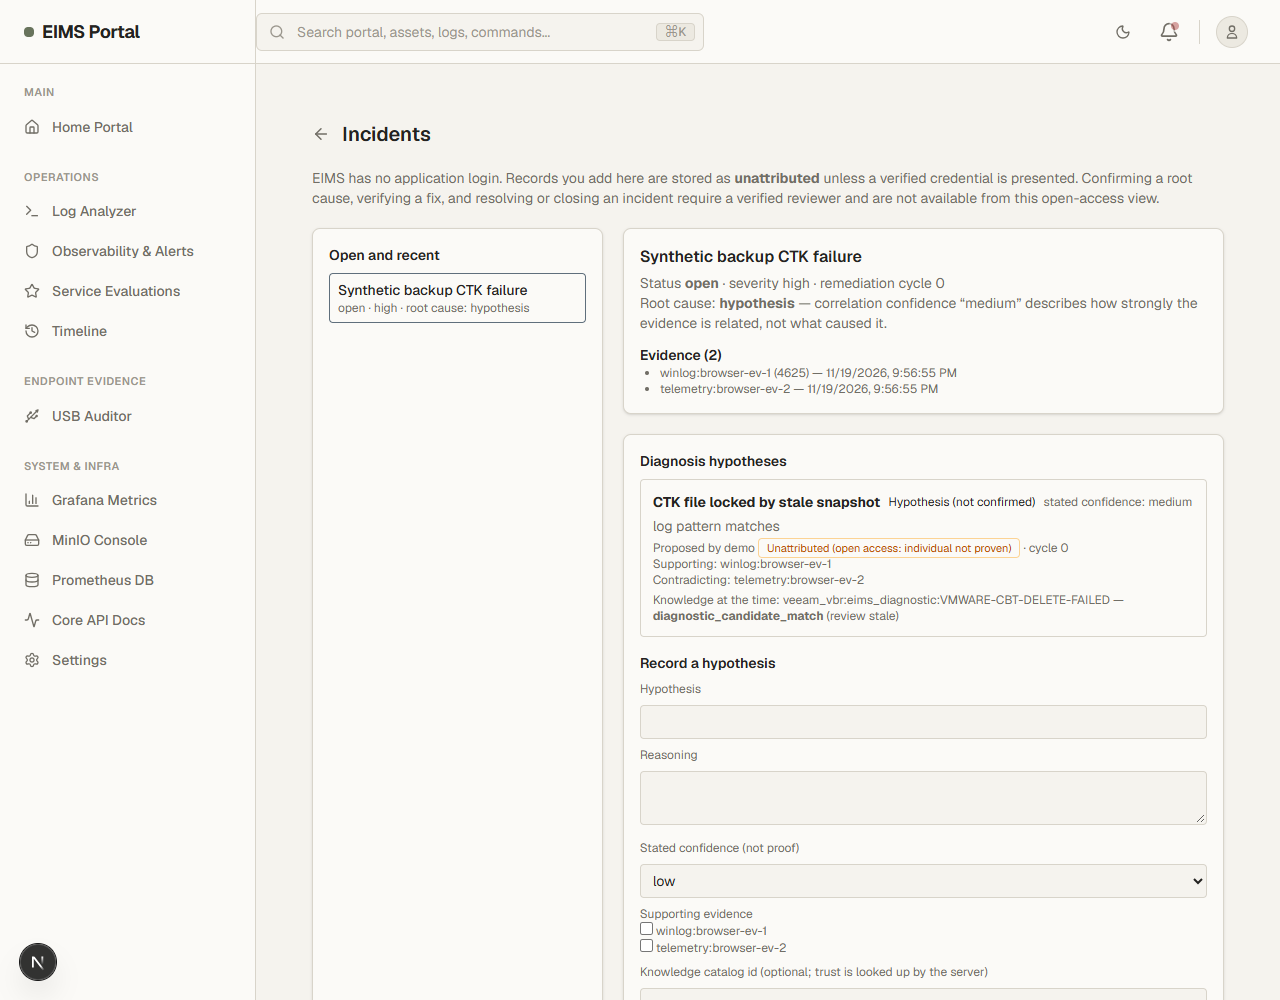 EIMS Portal
Search portal, assets, logs, commands...
⌘K
MAIN
Home Portal
OPERATIONS
Log Analyzer
Observability & Alerts
Service Evaluations
Timeline
ENDPOINT EVIDENCE
USB Auditor
SYSTEM & INFRA
Grafana Metrics
MinIO Console
Prometheus DB
Core API Docs
Settings
N
Incidents
EIMS has no application login. Records you add here are stored as unattributed unless a verified credential is presented. Confirming a root
cause, verifying a fix, and resolving or closing an incident require a verified reviewer and are not available from this open-access view.
Open and recent
Synthetic backup CTK failure
open · high · root cause: hypothesis
Synthetic backup CTK failure
Status open · severity high · remediation cycle 0
Root cause: hypothesis — correlation confidence “medium” describes how strongly the
evidence is related, not what caused it.
Evidence (2)
winlog:browser-ev-1 (4625) — 11/19/2026, 9:56:55 PM
telemetry:browser-ev-2 — 11/19/2026, 9:56:55 PM
Diagnosis hypotheses
CTK file locked by stale snapshot Hypothesis (not confirmed) stated confidence: medium
log pattern matches
Proposed by demo Unattributed (open access: individual not proven) · cycle 0
Supporting: winlog:browser-ev-1
Contradicting: telemetry:browser-ev-2
Knowledge at the time: veeam_vbr:eims_diagnostic:VMWARE-CBT-DELETE-FAILED —
diagnostic_candidate_match (review stale)
Record a hypothesis
Hypothesis
Reasoning
Stated confidence (not proof)
low
Supporting evidence
winlog:browser-ev-1
telemetry:browser-ev-2
Knowledge catalog id (optional; trust is looked up by the server)